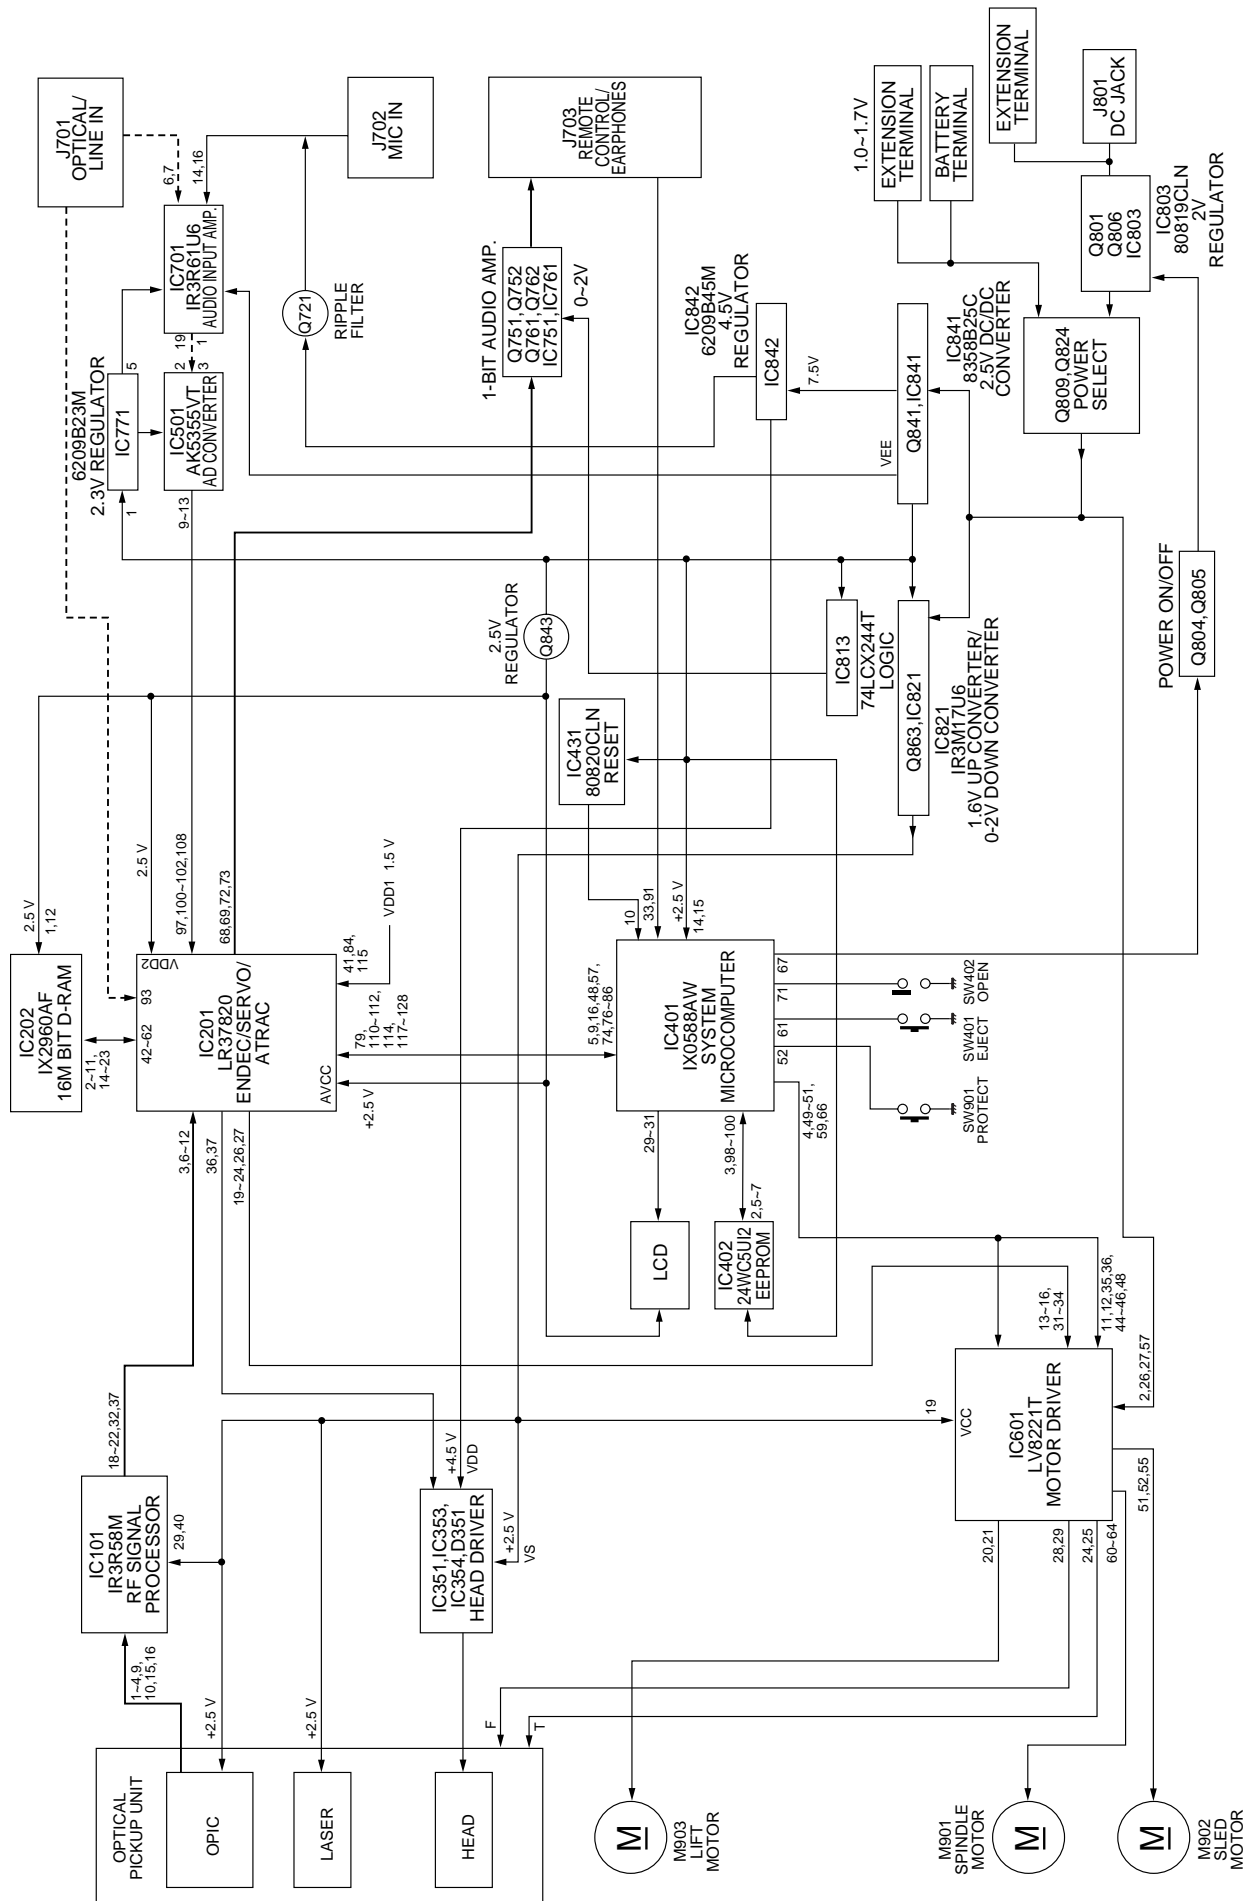 OPTICAL
PICKUP UNIT
OPIC
LASER
HEAD
+2.5 V
+2.5 V
F
T
1~4,9,
10,15,16
IC101
IR3R58M
RF SIGNAL
PROCESSOR
29,40
18~22,32,37
3,6~12
36,37
19~24,26,27
IC202
IX2960AF
16M BIT D-RAM
2~11,
14~23
42~62
93
VDD2
IC201
LR37820
ENDEC/SERVO/
ATRAC
AVCC
+2.5 V
2.5 V
1,12
2.5 V
97,100~102,108
68,69,72,73
41,84,
115
VDD1 1.5 V
79,
110~112,
114,
117~128
J701
OPTICAL/
LINE IN
6,7
14,16
IC701
IR3R61U6
AUDIO INPUT AMP.
19
1
2
3
IC501
AK5355VT
AD CONVERTER
9~13
6209B23M
2.3V REGULATOR
IC771
5
1
J702
MIC IN
Q721
RIPPLE
FILTER
J703
REMOTE
CONTROL/
EARPHONES
1-BIT AUDIO AMP.
Q751,Q752
Q761,Q762
IC751,IC761
0~2V
2.5V
REGULATOR
Q843
IC431
80820CLN
RESET
IC842
6209B45M
4.5V
REGULATOR
IC842
7.5V
VEE
Q841,IC841
IC841
8358B25C
2.5V DC/DC
CONVERTER
IC813
74LCX244T
LOGIC
Q863,IC821
IC821
IR3M17U6
1.6V UP CONVERTER/
0-2V DOWN CONVERTER
1.0~1.7V
EXTENSION
TERMINAL
BATTERY
TERMINAL
EXTENSION
TERMINAL
J801
DC JACK
Q801
Q806
IC803
IC803
80819CLN
2V
REGULATOR
Q809,Q824
POWER
SELECT
POWER ON/OFF
Q804,Q805
10
33,91
+2.5 V
14,15
5,9,16,48,57,
74,76~86
IC401
IX0588AW
SYSTEM
MICROCOMPUTER
67
71
61
52
SW402
OPEN
SW401
EJECT
SW901
PROTECT
4,49~51,
59,66
29~31
3,98~100
2,5~7
LCD
IC402
24WC5UI2
EEPROM
+4.5 V
VDD
IC351,IC353,
IC354,D351
HEAD DRIVER
+2.5 V
VS
19
VCC
13~16,
31~34
11,12,35,36,
44~46,48
2,26,27,57
IC601
LV8221T
MOTOR DRIVER
20,21
28,29
24,25
60~64
51,52,55
M
M903
LIFT
MOTOR
M
M901
SPINDLE
MOTOR
M
M902
SLED
MOTOR